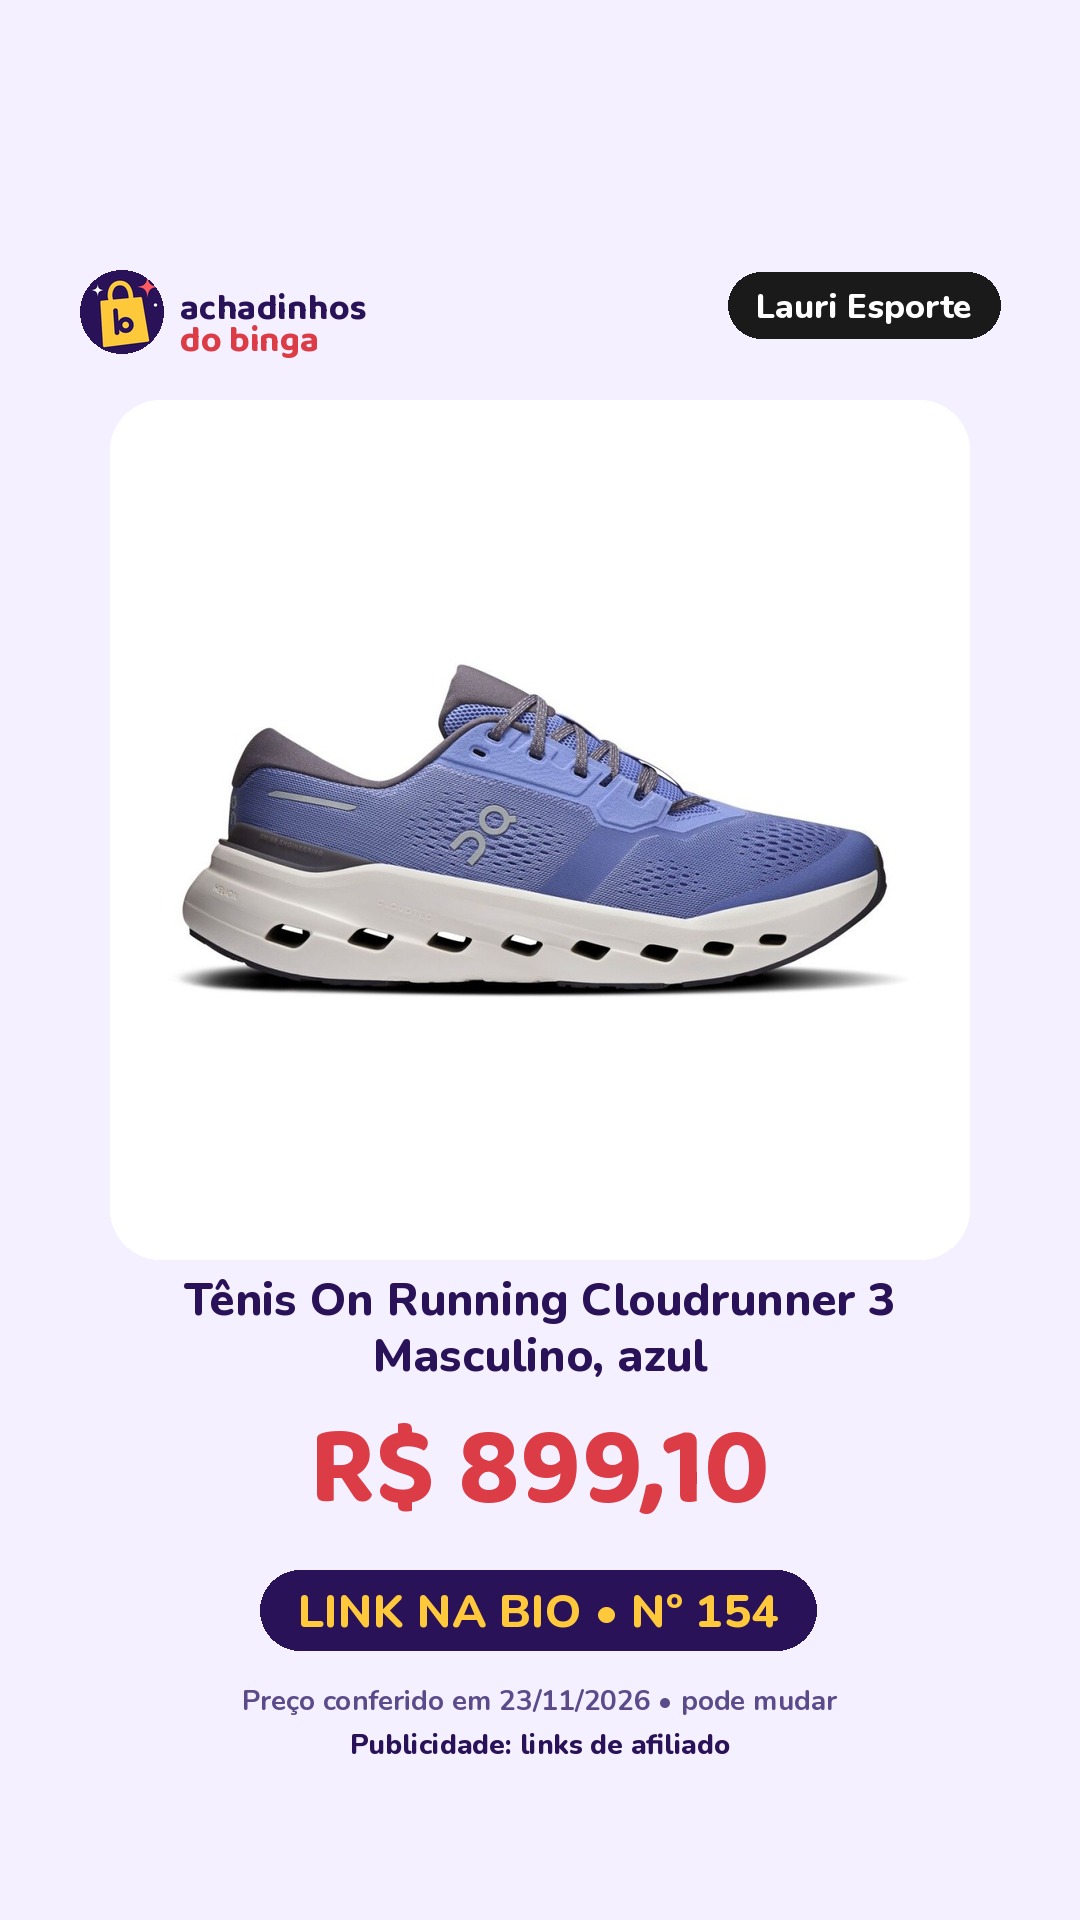 achadinhos
do binga
Lauri Esporte
Tênis On Running Cloudrunner 3
Masculino, azul
R$ 899,10
LINK NA BIO • Nº 154
Preço conferido em 23/11/2026 • pode mudar
Publicidade: links de afiliado